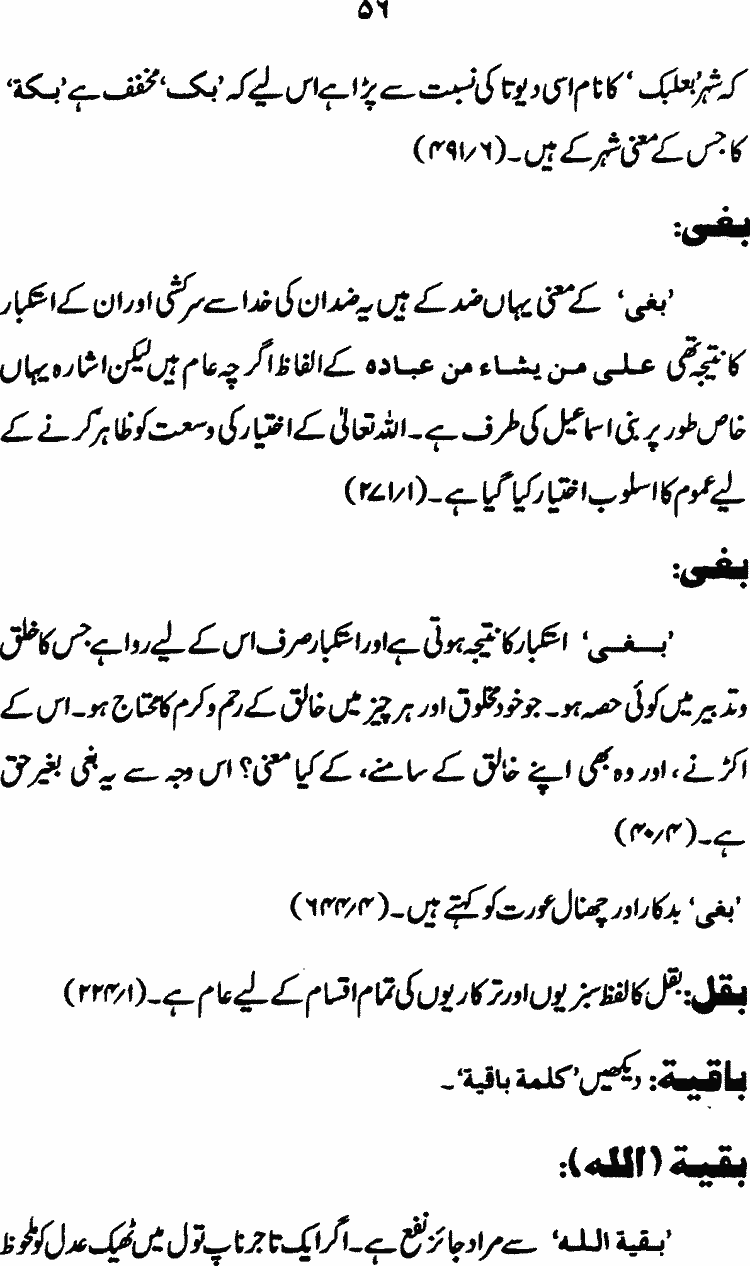 ۵۶
کہ شہر’بعلبک‘ کا نام اسی دیوتا کی نسبت سے پڑا ہے اس لیے کہ ’بک‘ مخفف ہے ’بکة‘
کا جس کے معنی شہر کے ہیں۔ (۴۹۱/۶)
بغی:
’بغی‘ کے معنی یہاں ضد کے ہیں یہ ضد ان کی خدا سے سرکشی اور ان کے استکبار
کا نتیجہ تھی علی من یشاء من عبادہ کے الفاظ اگرچہ عام ہیں لیکن اشارہ یہاں
خاص طور پر بنی اسماعیل کی طرف ہے۔ اللہ تعالیٰ کے اختیار کی وسعت کو ظاہر کرنے کے
لیے عموم کا اسلوب اختیار کیا گیا ہے۔ (۲۷۱/۱)
بغی:
’بغی‘ استکبار کا نتیجہ ہوتی ہے اور استکبار صرف اس کے لیے روا ہے جس کا خلق
وتدبیر میں کوئی حصہ ہو۔ جو خود مخلوق اور ہر چیز میں خالق کے رحم و کرم کا محتاج ہو۔ اس کے
اکڑنے، اور وہ بھی اپنے خالق کے سامنے، کے کیا معنی؟ اس وجہ سے یہ بغی بغیر حق
ہے۔ (۴۰/۴)
’بغی‘ بدکار اور چھنال عورت کو کہتے ہیں۔ (۶۴۴/۴)
بقل: بقل کا لفظ سبزیوں اور ترکاریوں کی تمام اقسام کے لیے عام ہے۔ (۲۲۴/۱)
باقیة: دیکھیں ’کلمة باقیة‘۔
بقیة (الله):
’بقیة اللہ‘ سے مراد جائز نفع ہے۔ اگر ایک تاجر ناپ تول میں ٹھیک عدل کو ملحوظ